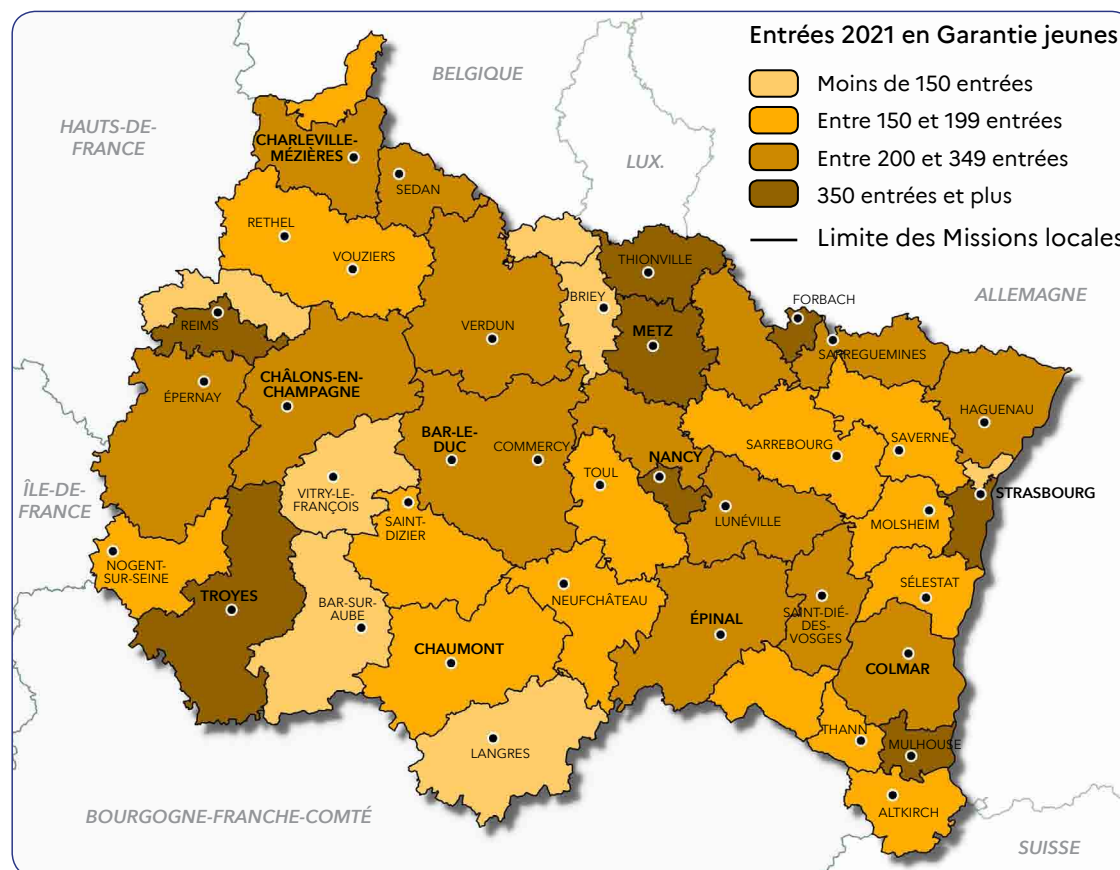 Entrées 2021 en Garantie jeunes
Moins de 150 entrées
Entre 150 et 199 entrées
Entre 200 et 349 entrées
350 entrées et plus
Limite des Missions locales
BELGIQUE
HAUTS-DE-
FRANCE
LUX.
ALLEMAGNE
ÎLE-DE-
FRANCE
BOURGOGNE-FRANCHE-COMTÉ
SUISSE
CHARLEVILLE-
MÉZIÈRES
SEDAN
RETHEL
VOUZIERS
THIONVILLE
BRIEY
FORBACH
REIMS
VERDUN
METZ
SARREGUEMINES
ÉPERNAY
CHÂLONS-EN-
CHAMPAGNE
HAGUENAU
BAR-LE-
DUC
COMMERCY
SARREBOURG
SAVERNE
NANCY
TOUL
VITRY-LE-
FRANÇOIS
STRASBOURG
SAINT-
DIZIER
LUNÉVILLE
MOLSHEIM
NOGENT-
SUR-SEINE
TROYES
BAR-SUR-
AUBE
NEUFCHÂTEAU
SÉLESTAT
SAINT-DIÉ-
DES-
VOSGES
ÉPINAL
CHAUMONT
COLMAR
LANGRES
THANN
MULHOUSE
ALTKIRCH